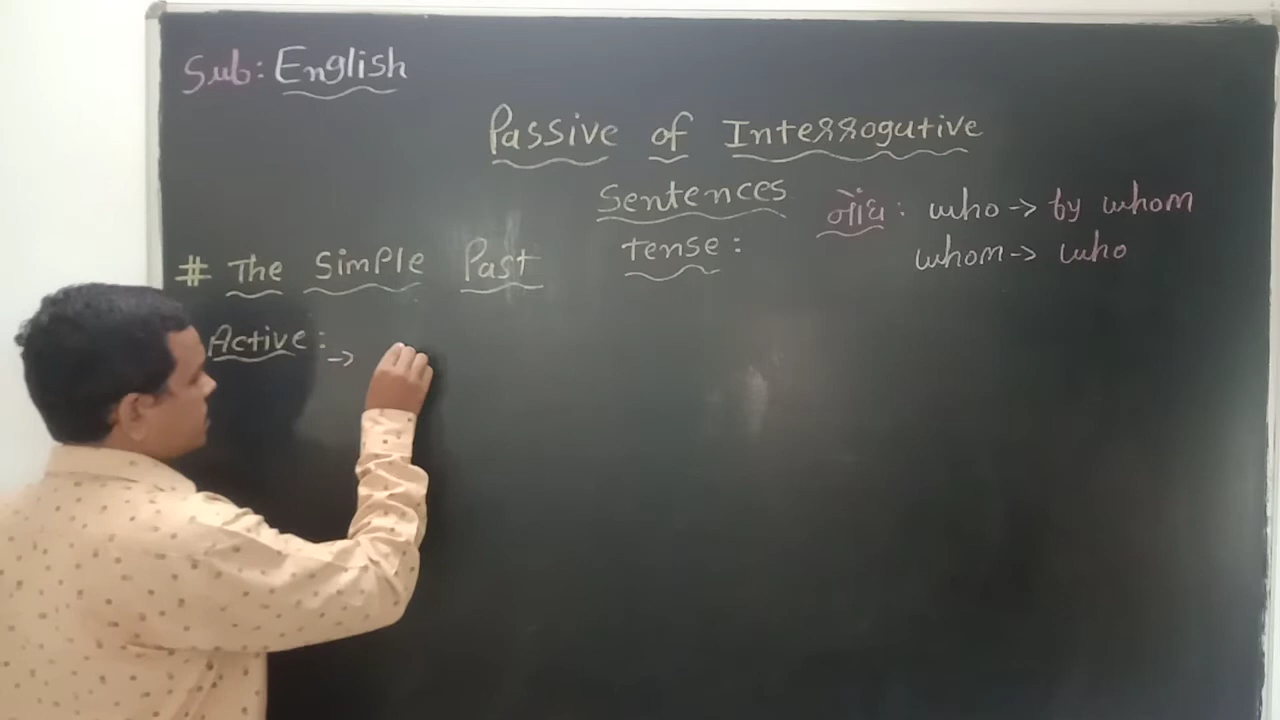 Sub: English
Passive of Interrogative
Sentences
નોંધ: who → by whom
whom → who
# The Simple Past tense:
Active: →